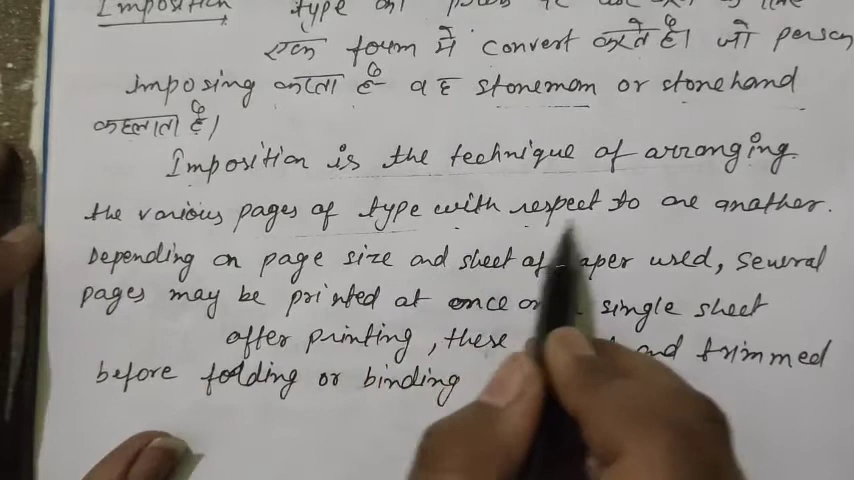 Imposition type
एक form में convert करते है। जो person
imposing करता है वह stoneman or stonehand
कहलाता है।
Imposition is the technique of arranging
the various pages of type with respect to one another.
Depending on page size and sheet of used, several
pages may be printed at once single sheet
after printing, these and trimmed
before folding or binding